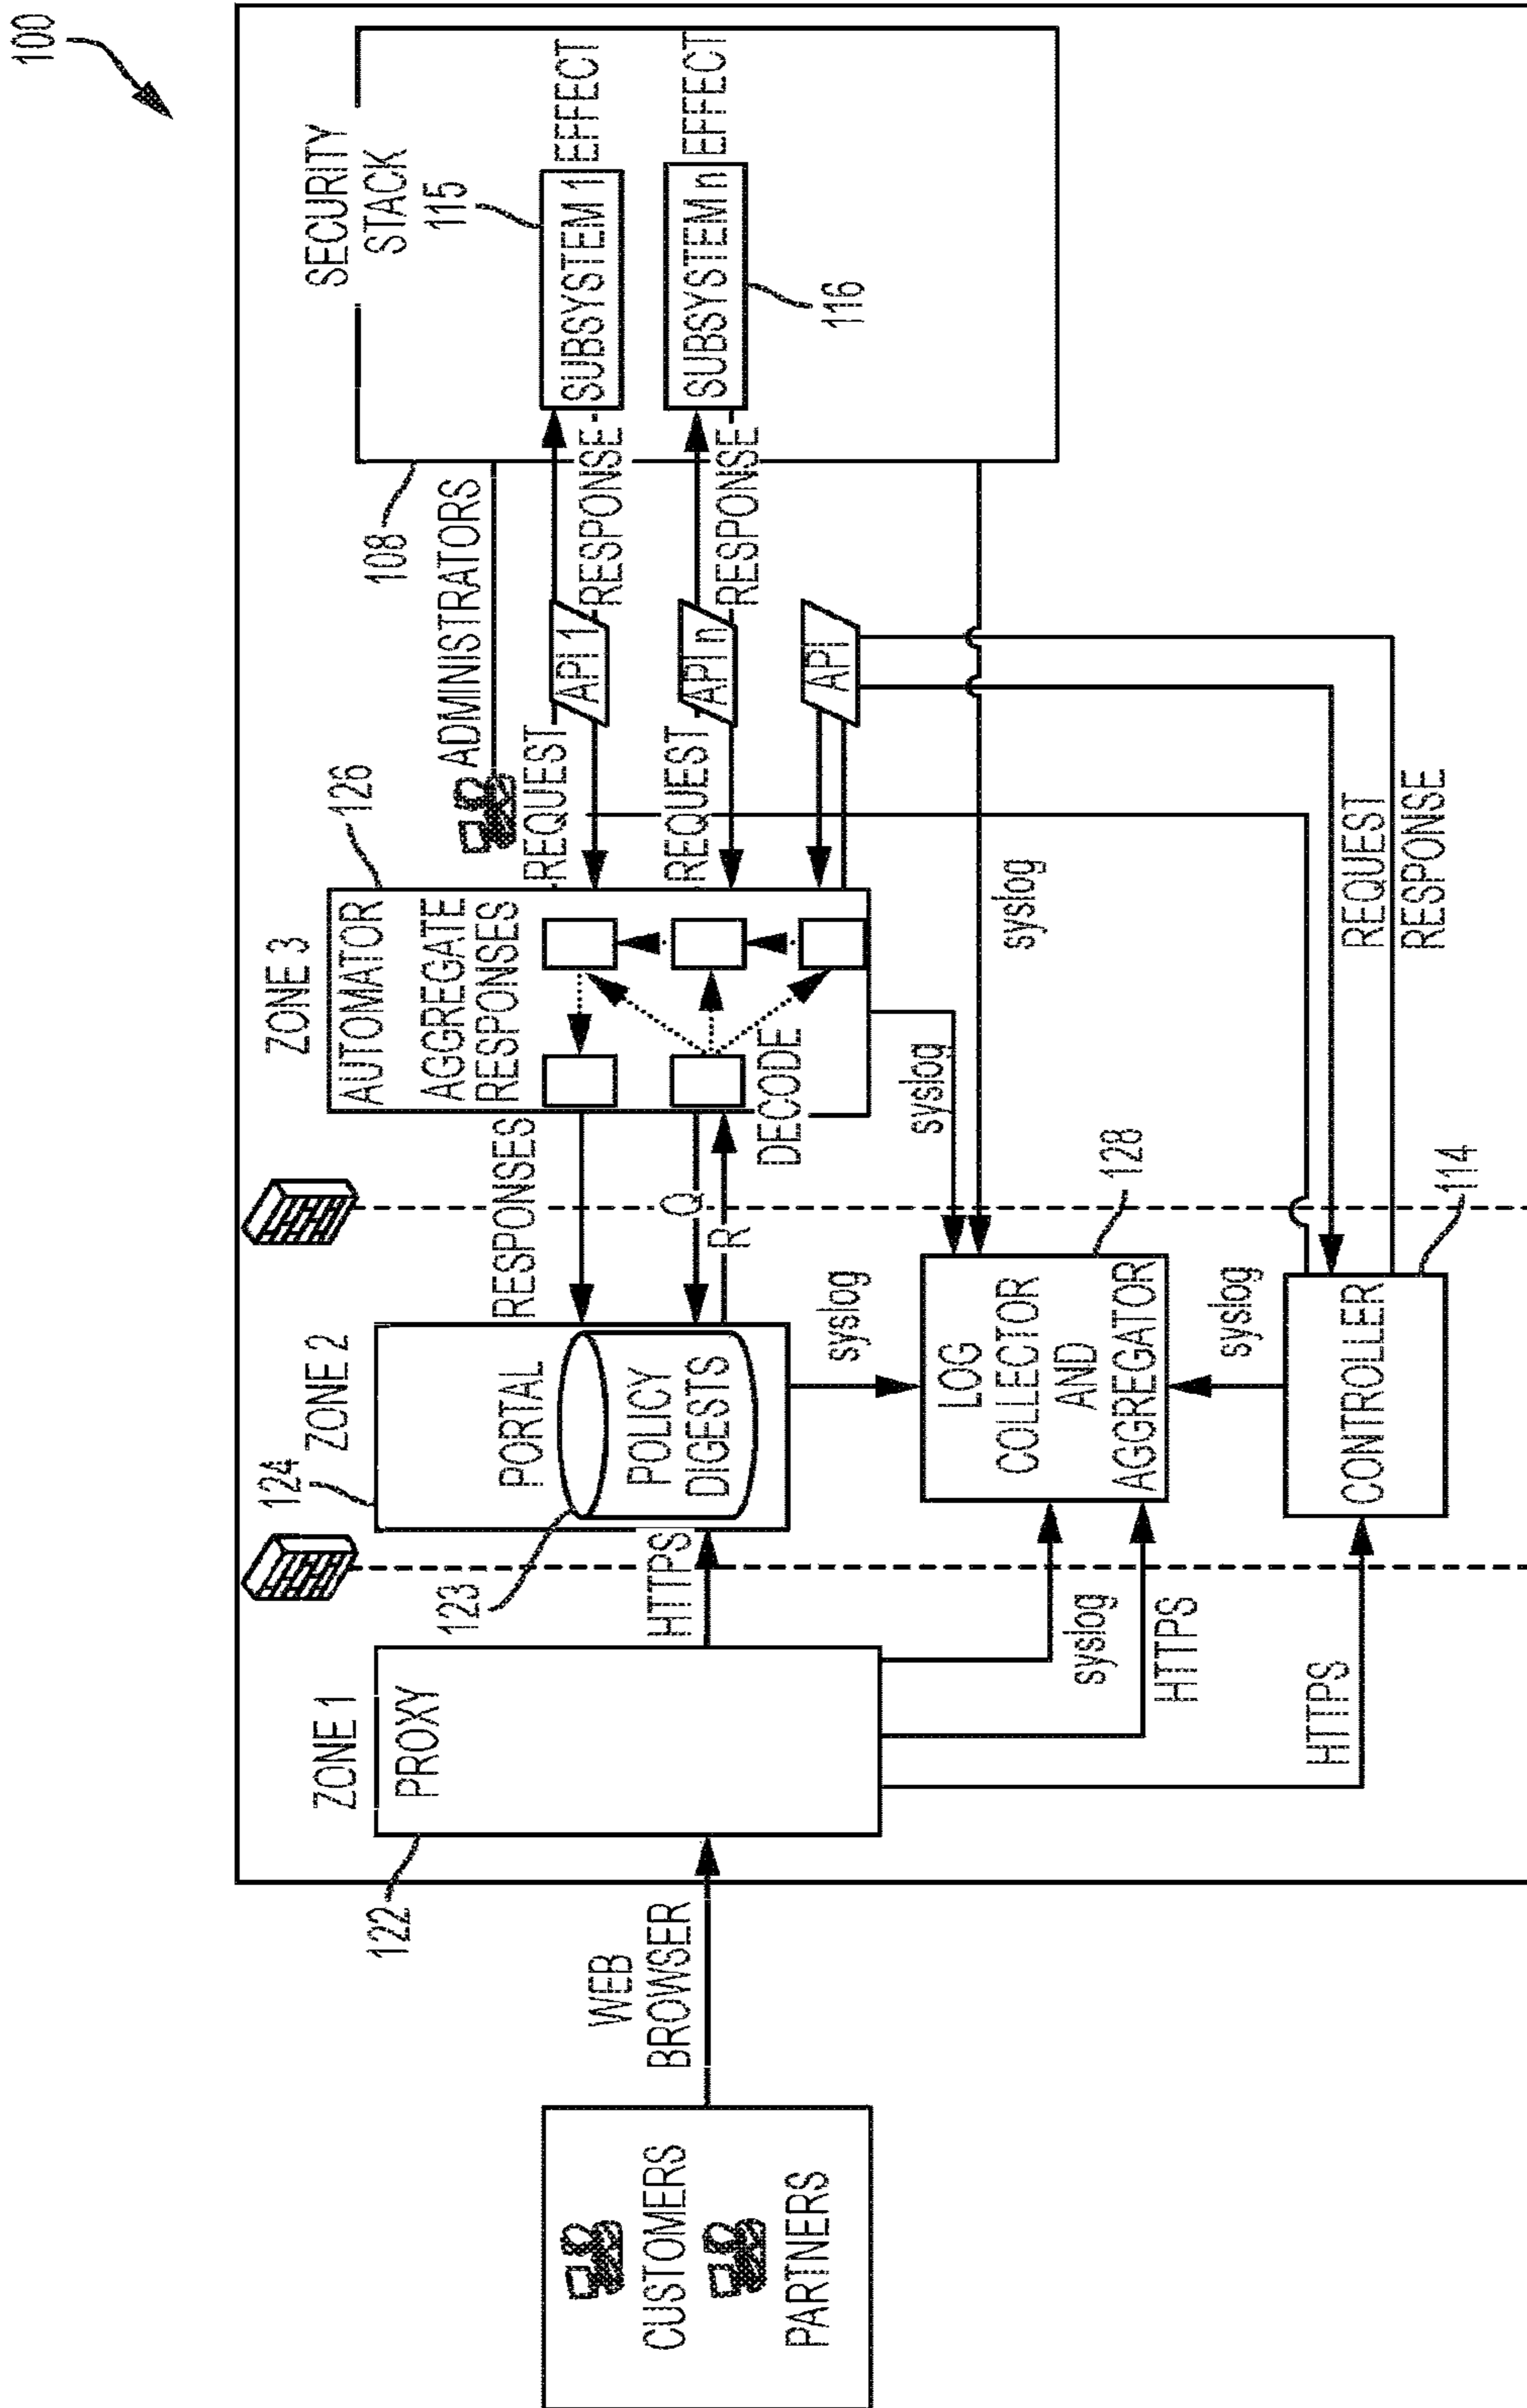 100
ZONE 1
ZONE 2
ZONE 3
SECURITY
STACK
122
PROXY
124
PORTAL
123
POLICY
DIGESTS
126
AUTOMATOR
AGGREGATE
RESPONSES
DECODE
ADMINISTRATORS
108
115
SUBSYSTEM 1
EFFECT
SUBSYSTEM n
EFFECT
116
WEB
BROWSER
CUSTOMERS
PARTNERS
HTTPS
RESPONSES
Q
R
REQUEST
API 1
RESPONSE
REQUEST
API n
RESPONSE
API
syslog
syslog
syslog
LOG
COLLECTOR
AND
AGGREGATOR
128
syslog
HTTPS
syslog
HTTPS
CONTROLLER
114
REQUEST
RESPONSE